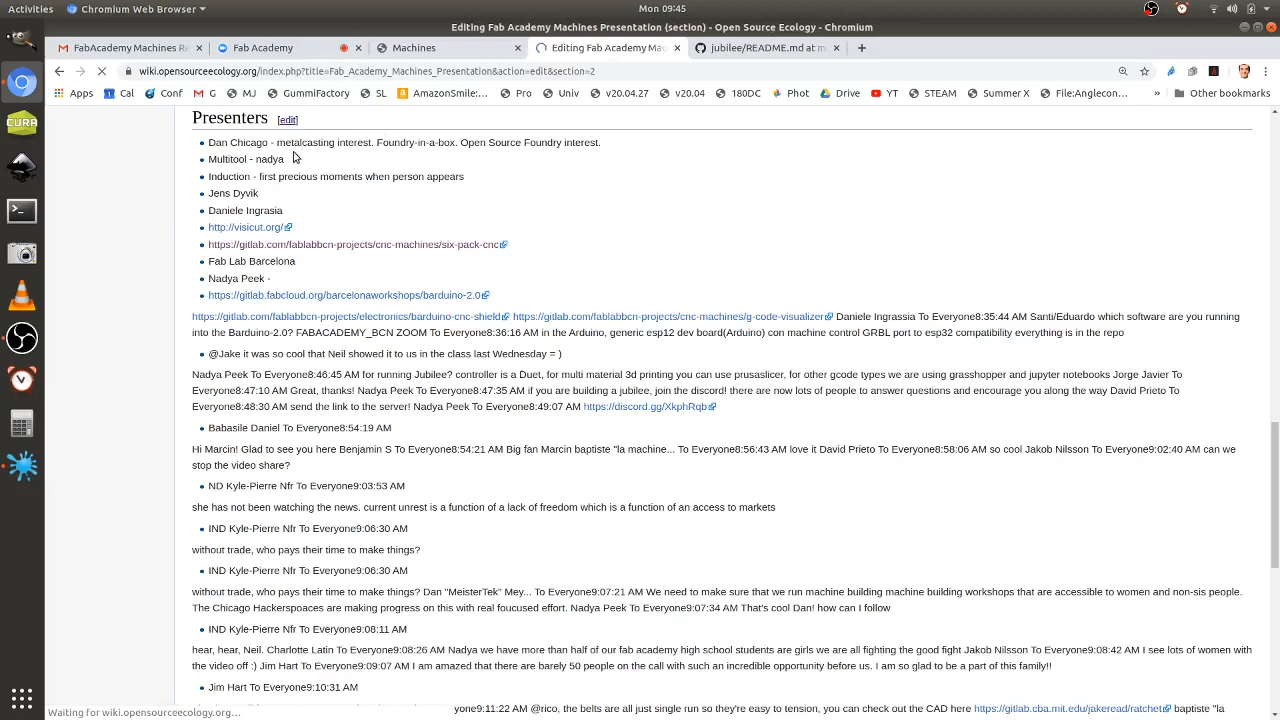 Activities
Chromium Web Browser
Mon 09:45
Editing Fab Academy Machines Presentation (section) - Open Source Ecology - Chromium
FabAcademy Machines Re
Fab Academy
Machines
Editing Fab Academy Mac
jubilee/README.md at m
wiki.opensourceecology.org/index.php?title=Fab_Academy_Machines_Presentation&action=edit&section=2
Apps Cal Conf G MJ GummiFactory SL AmazonSmile:... Pro Univ v20.04.27 v20.04 180DC Phot Drive YT STEAM Summer X File:Anglecon... » Other bookmarks
CURA
Presenters [edit]
Dan Chicago - metalcasting interest. Foundry-in-a-box. Open Source Foundry interest.
Multitool - nadya
Induction - first precious moments when person appears
Jens Dyvik
Daniele Ingrasia
http://visicut.org/
https://gitlab.com/fablabbcn-projects/cnc-machines/six-pack-cnc
Fab Lab Barcelona
Nadya Peek -
https://gitlab.fabcloud.org/barcelonaworkshops/barduino-2.0
https://gitlab.com/fablabbcn-projects/electronics/barduino-cnc-shield https://gitlab.com/fablabbcn-projects/cnc-machines/g-code-visualizer Daniele Ingrassia To Everyone8:35:44 AM Santi/Eduardo which software are you running
into the Barduino-2.0? FABACADEMY_BCN ZOOM To Everyone8:36:16 AM in the Arduino, generic esp12 dev board(Arduino) con machine control GRBL port to esp32 compatibility everything is in the repo
@Jake it was so cool that Neil showed it to us in the class last Wednesday = )
Nadya Peek To Everyone8:46:45 AM for running Jubilee? controller is a Duet, for multi material 3d printing you can use prusaslicer, for other gcode types we are using grasshopper and jupyter notebooks Jorge Javier To
Everyone8:47:10 AM Great, thanks! Nadya Peek To Everyone8:47:35 AM if you are building a jubilee, join the discord! there are now lots of people to answer questions and encourage you along the way David Prieto To
Everyone8:48:30 AM send the link to the server! Nadya Peek To Everyone8:49:07 AM https://discord.gg/XkphRqb
Babasile Daniel To Everyone8:54:19 AM
Hi Marcin! Glad to see you here Benjamin S To Everyone8:54:21 AM Big fan Marcin baptiste "la machine... To Everyone8:56:43 AM love it David Prieto To Everyone8:58:06 AM so cool Jakob Nilsson To Everyone9:02:40 AM can we
stop the video share?
ND Kyle-Pierre Nfr To Everyone9:03:53 AM
she has not been watching the news. current unrest is a function of a lack of freedom which is a function of an access to markets
IND Kyle-Pierre Nfr To Everyone9:06:30 AM
without trade, who pays their time to make things?
IND Kyle-Pierre Nfr To Everyone9:06:30 AM
without trade, who pays their time to make things? Dan "MeisterTek" Mey... To Everyone9:07:21 AM We need to make sure that we run machine building machine building workshops that are accessible to women and non-sis people.
The Chicago Hackerspoaces are making progress on this with real foucused effort. Nadya Peek To Everyone9:07:34 AM That's cool Dan! how can I follow
IND Kyle-Pierre Nfr To Everyone9:08:11 AM
hear, hear, Neil. Charlotte Latin To Everyone9:08:26 AM Nadya we have more than half of our fab academy high school students are girls we are all fighting the good fight Jakob Nilsson To Everyone9:08:42 AM I see lots of women with
the video off :) Jim Hart To Everyone9:09:07 AM I am amazed that there are barely 50 people on the call with such an incredible opportunity before us. I am so glad to be a part of this family!!
Jim Hart To Everyone9:10:31 AM
yone9:11:22 AM @rico, the belts are all just single run so they're easy to tension, you can check out the CAD here https://gitlab.cba.mit.edu/jakeread/ratchet baptiste "la
Waiting for wiki.opensourceecology.org...